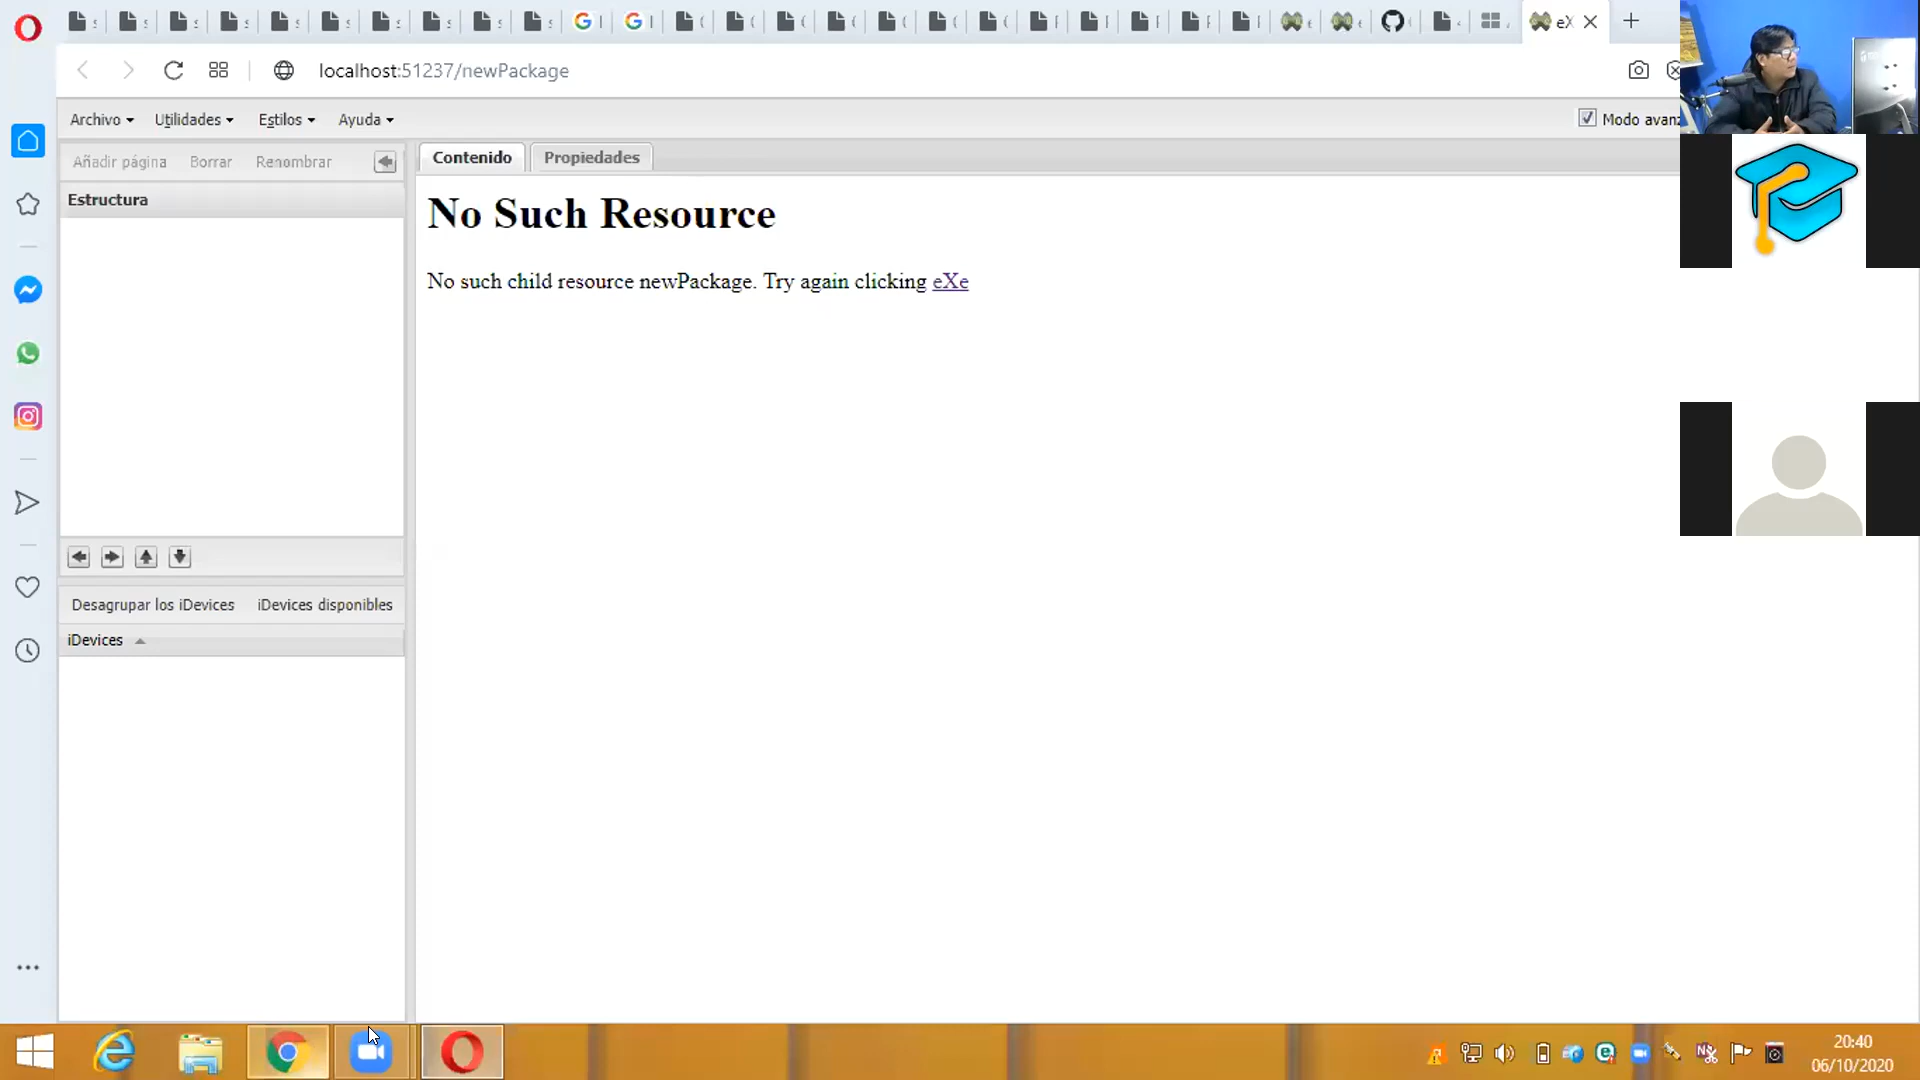 eX
localhost:51237/newPackage
Archivo Utilidades Estilos Ayuda
Modo avanz
Añadir página Borrar Renombrar
Contenido Propiedades
Estructura
No Such Resource
No such child resource newPackage. Try again clicking eXe
Desagrupar los iDevices iDevices disponibles
iDevices
20:40
06/10/2020